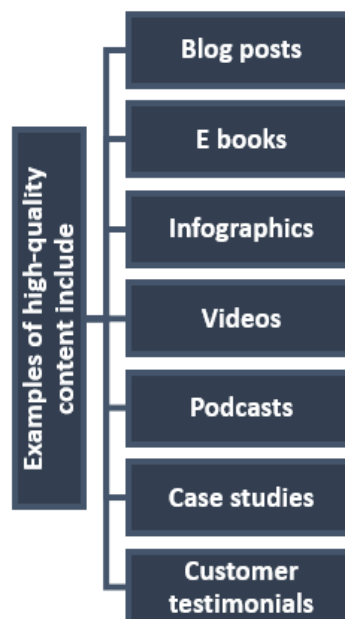 Examples of high-quality
content include
Blog posts
E books
Infographics
Videos
Podcasts
Case studies
Customer
testimonials